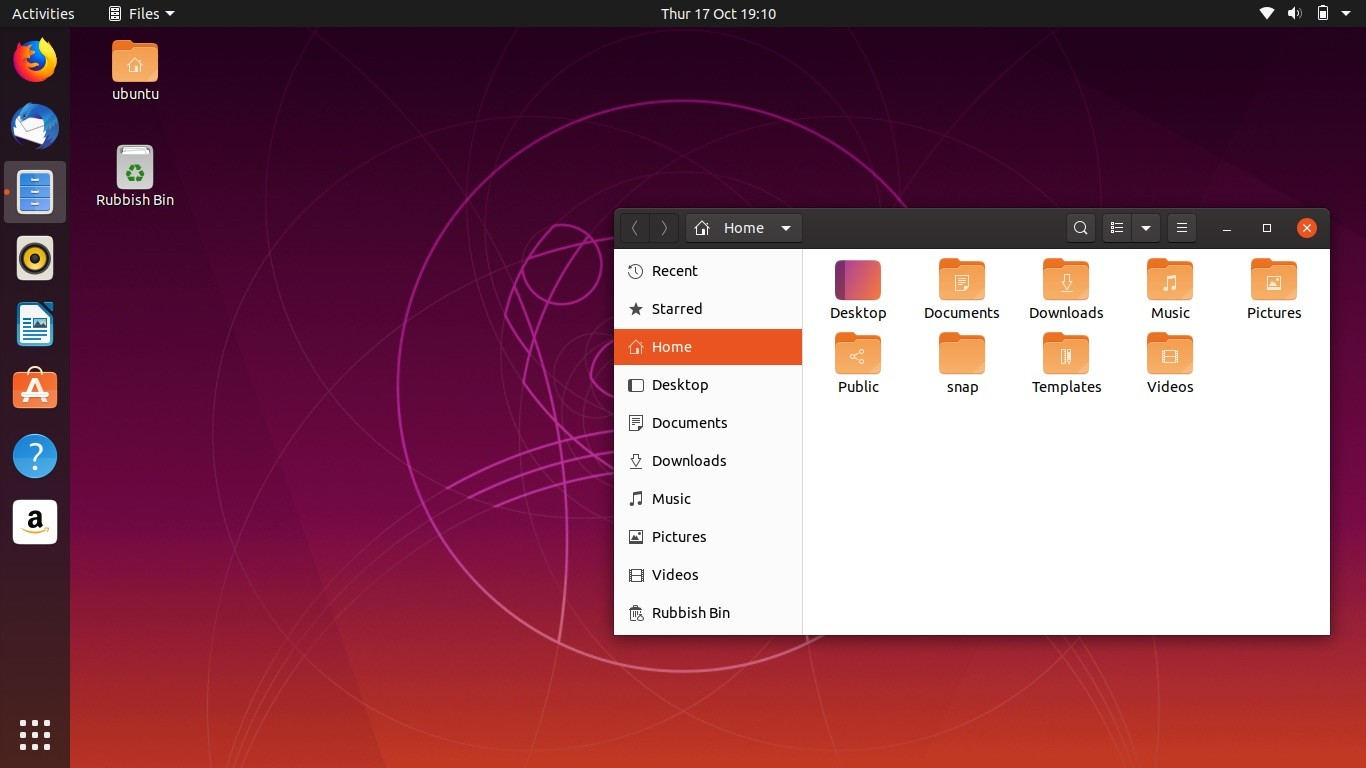 Activities
Files
Thur 17 Oct 19:10
ubuntu
Rubbish Bin
Home
Recent
Starred
Home
Desktop
Documents
Downloads
Music
Pictures
Videos
Rubbish Bin
Desktop
Documents
Downloads
Music
Pictures
Public
snap
Templates
Videos
?
a